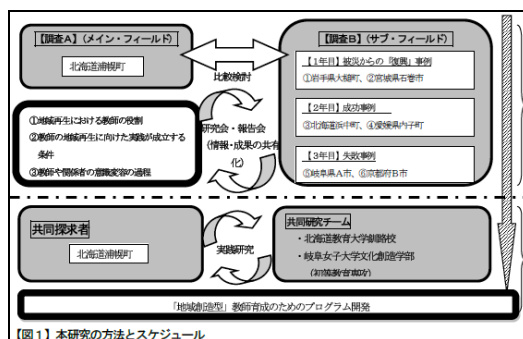 【調査A】(メイン・フィールド)
北海道浦幌町
比較検討
【調査B】(サブ・フィールド)
【1年目】被災からの『復興』事例
①岩手県大槌町、②宮城県石巻市
【2年目】成功事例
③北海道浜中町、④愛媛県内子町
【3年目】失敗事例
⑤岐阜県A市、⑥京都府B市
①地域再生における教師の役割
②教師の地域再生に向けた実践が成立する
条件
③教師や関係者の意識変容の過程
研究会・報告会
(情報・成果の共有
化)
共同探求者
北海道浦幌町
実践研究
共同研究チーム
・北海道教育大学釧路校
・岐阜女子大学文化創造学部
(初等教育専攻)
「地域創造型」教師育成のためのプログラム開発
【図1】本研究の方法とスケジュール